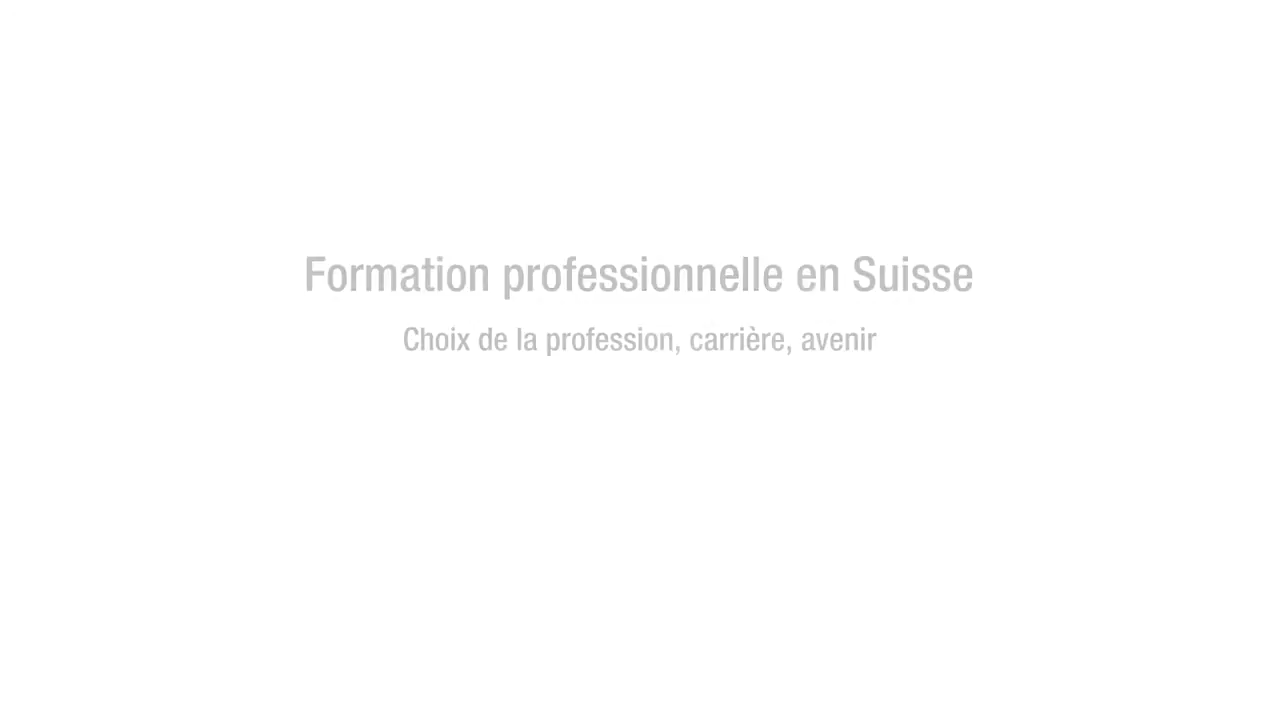 Formation professionnelle en Suisse
Choix de la profession, carrière, avenir